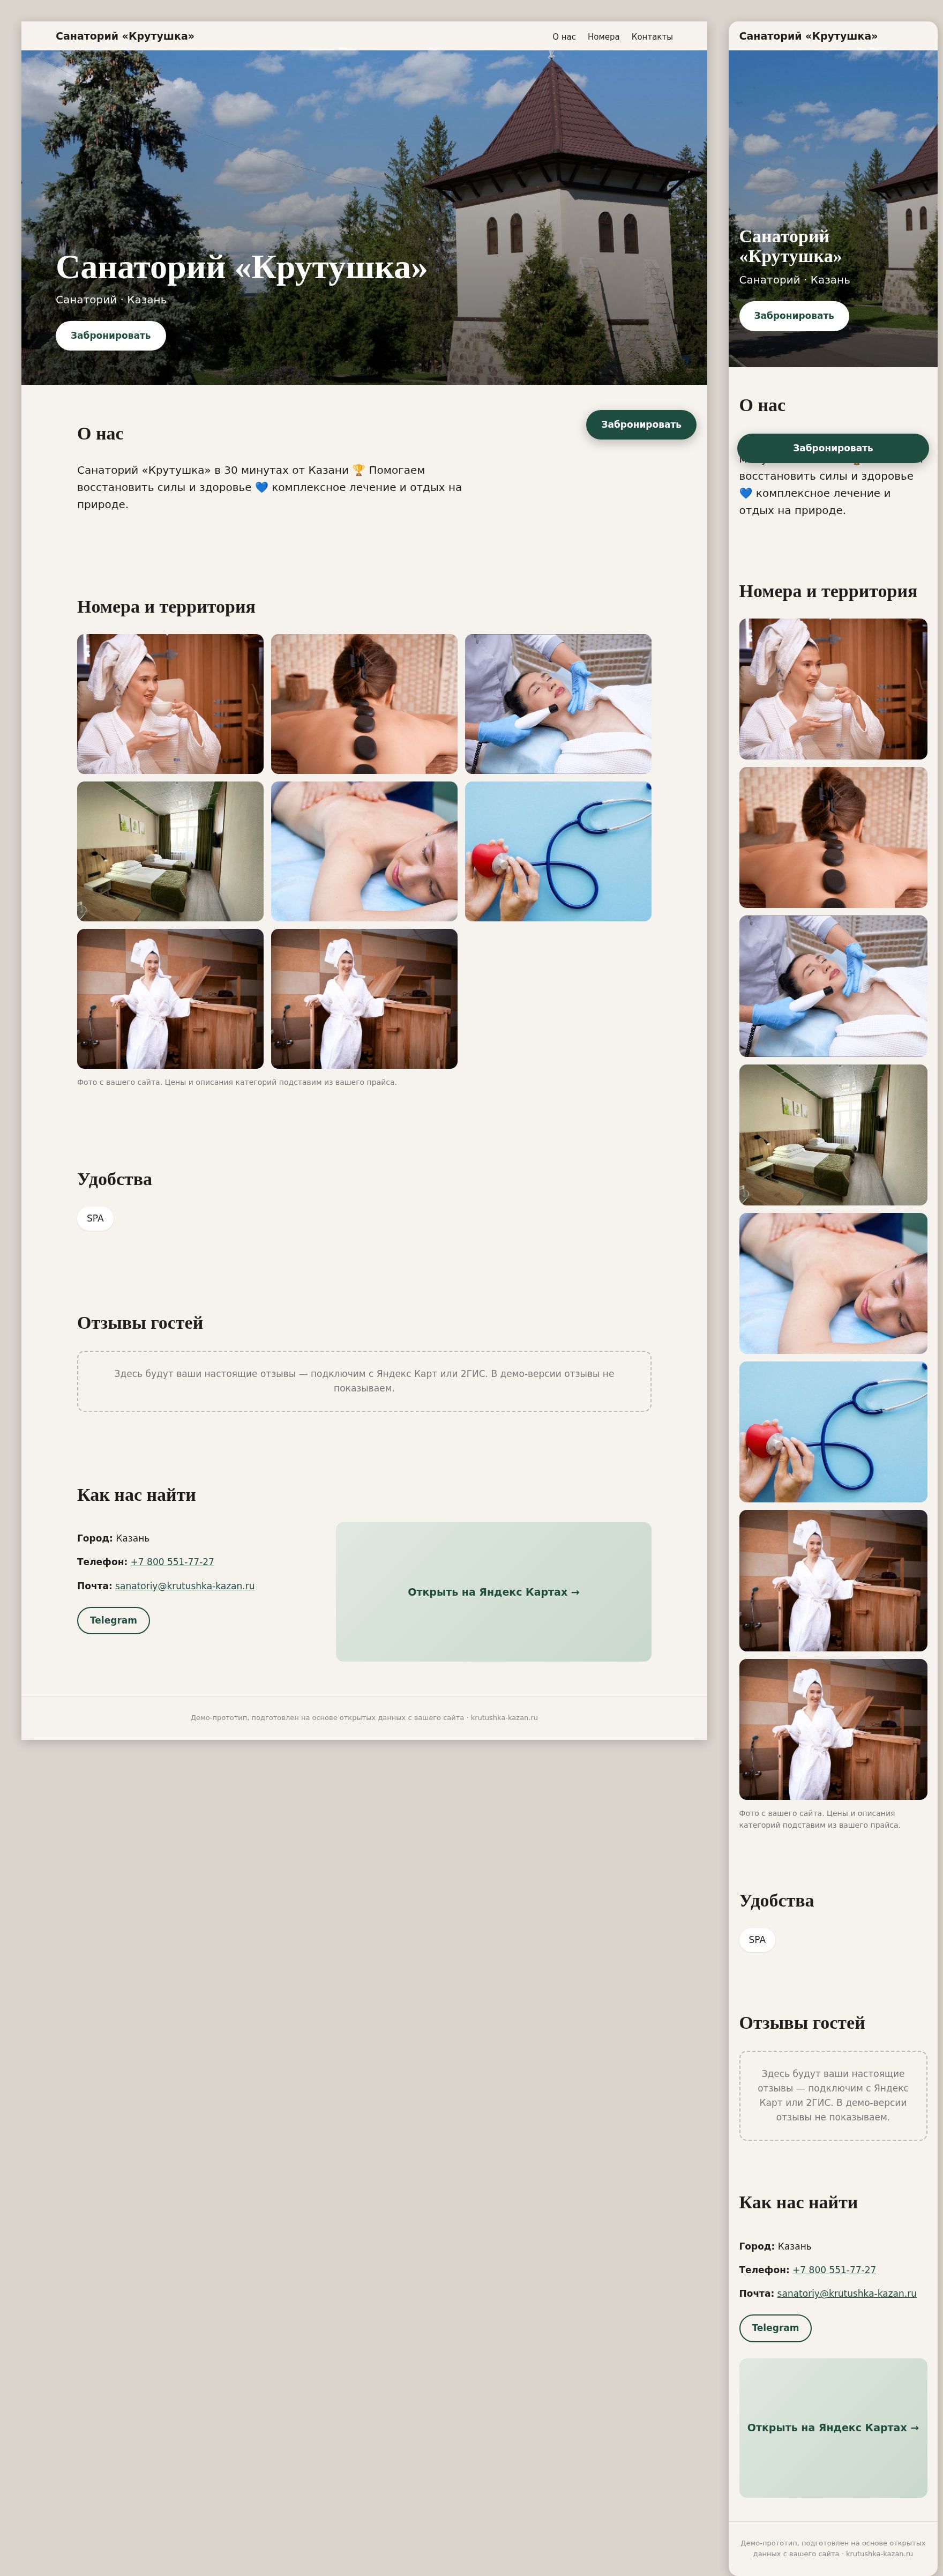 Санаторий «Крутушка»
О нас Номера Контакты
Санаторий «Крутушка»
Санаторий · Казань
Забронировать
О нас
Забронировать
Санаторий «Крутушка» в 30 минутах от Казани 🏆 Помогаем
восстановить силы и здоровье 💙 комплексное лечение и отдых на
природе.
Номера и территория
Фото с вашего сайта. Цены и описания категорий подставим из вашего прайса.
Удобства
SPA
Отзывы гостей
Здесь будут ваши настоящие отзывы — подключим с Яндекс Карт или 2ГИС. В демо-версии отзывы не
показываем.
Как нас найти
Город: Казань
Телефон: +7 800 551-77-27
Почта: sanatoriy@krutushka-kazan.ru
Telegram
Открыть на Яндекс Картах →
Демо-прототип, подготовлен на основе открытых данных с вашего сайта · krutushka-kazan.ru
Санаторий «Крутушка»
Санаторий
«Крутушка»
Санаторий · Казань
Забронировать
О нас
Забронировать
восстановить силы и здоровье
💙 комплексное лечение и
отдых на природе.
Номера и территория
Фото с вашего сайта. Цены и описания
категорий подставим из вашего прайса.
Удобства
SPA
Отзывы гостей
Здесь будут ваши настоящие
отзывы — подключим с Яндекс
Карт или 2ГИС. В демо-версии
отзывы не показываем.
Как нас найти
Город: Казань
Телефон: +7 800 551-77-27
Почта: sanatoriy@krutushka-kazan.ru
Telegram
Открыть на Яндекс Картах →
Демо-прототип, подготовлен на основе открытых
данных с вашего сайта · krutushka-kazan.ru